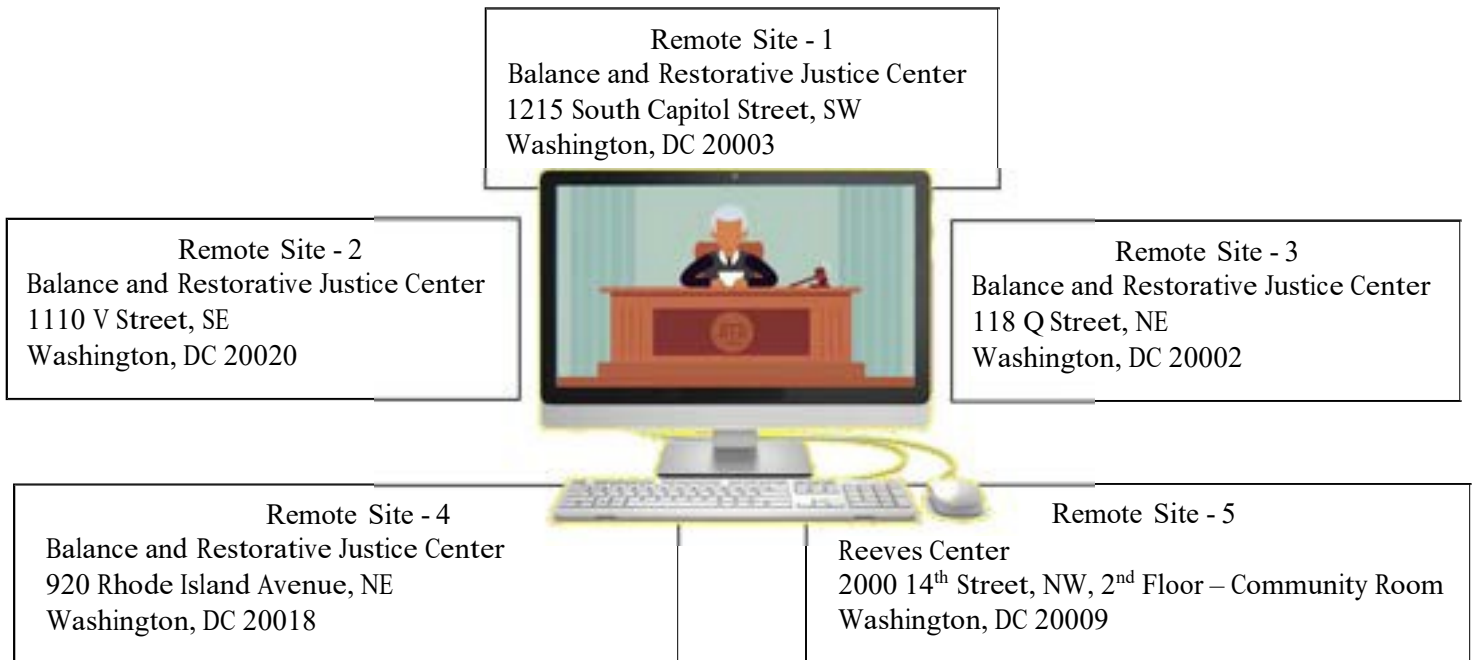 Remote Site - 1
Balance and Restorative Justice Center
1215 South Capitol Street, SW
Washington, DC 20003
Remote Site - 2
Balance and Restorative Justice Center
1110 V Street, SE
Washington, DC 20020
Remote Site - 3
Balance and Restorative Justice Center
118 Q Street, NE
Washington, DC 20002
Remote Site - 4
Balance and Restorative Justice Center
920 Rhode Island Avenue, NE
Washington, DC 20018
Remote Site - 5
Reeves Center
2000 14th Street, NW, 2nd Floor – Community Room
Washington, DC 20009